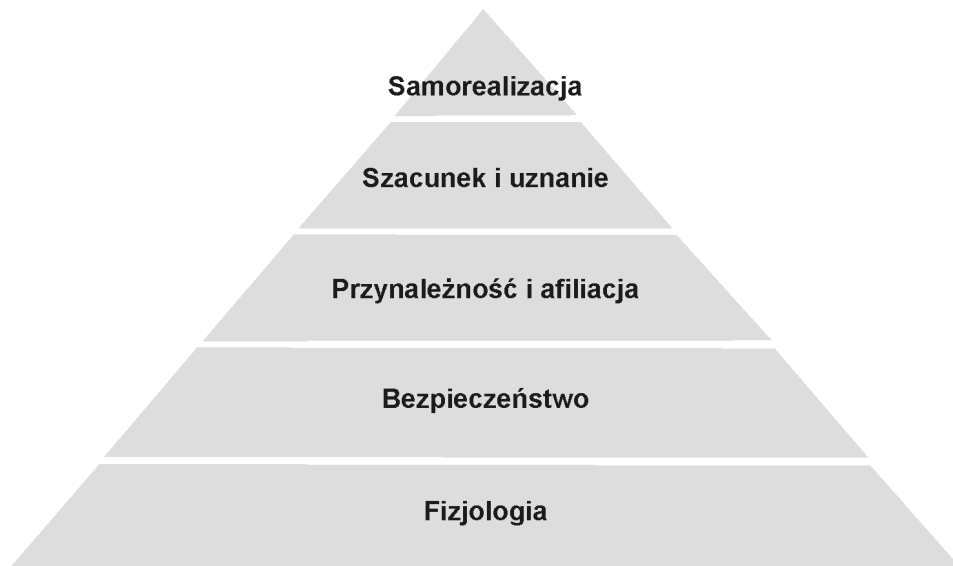 Samorealizacja
Szacunek i uznanie
Przynależność i afiliacja
Bezpieczeństwo
Fizjologia